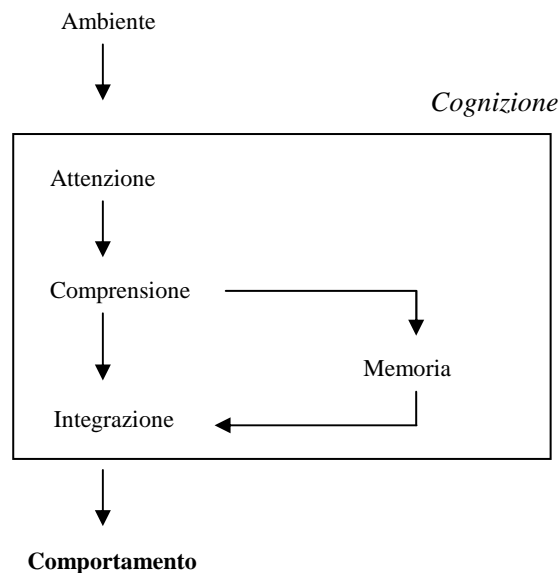 Ambiente
Cognizione
Attenzione
Comprensione
Memoria
Integrazione
Comportamento